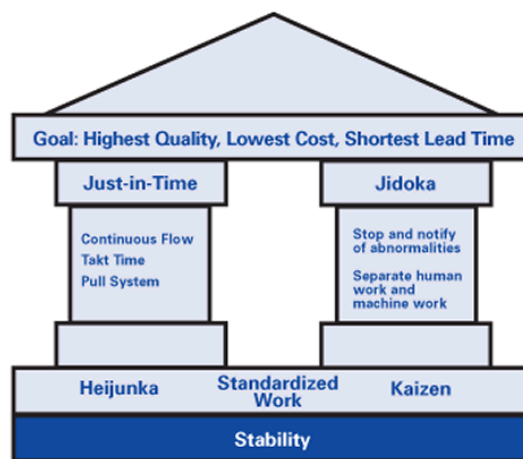 Goal: Highest Quality, Lowest Cost, Shortest Lead Time
Just-in-Time
Continuous Flow
Takt Time
Pull System
Jidoka
Stop and notify
of abnormalities
Separate human
work and
machine work
Heijunka
Standardized
Work
Kaizen
Stability